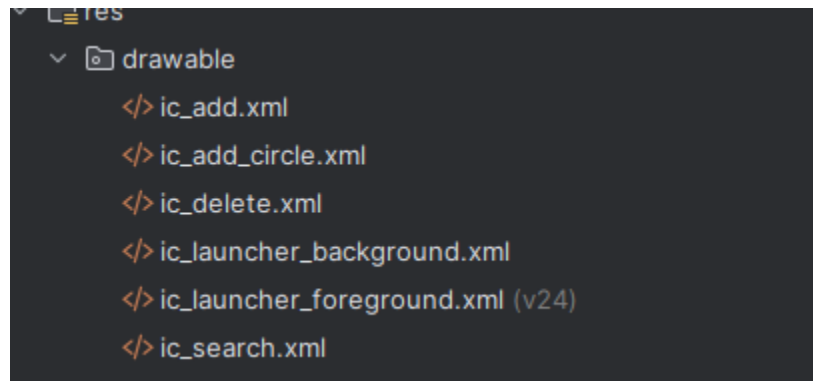 res
drawable
</> ic_add.xml
</> ic_add_circle.xml
</> ic_delete.xml
</> ic_launcher_background.xml
</> ic_launcher_foreground.xml (v24)
</> ic_search.xml